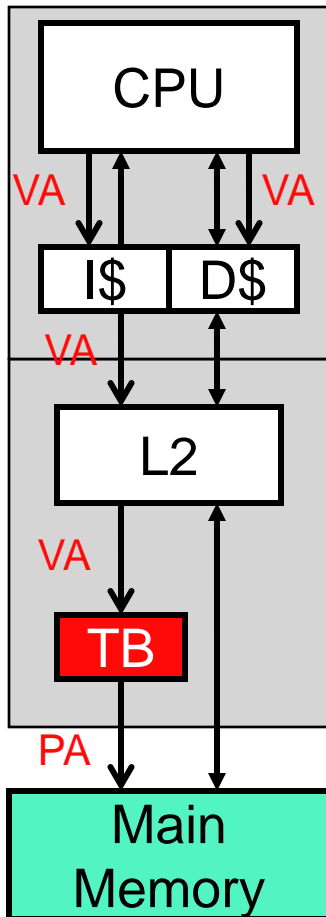 CPU
VA VA
I$ D$
VA
L2
VA
TB
PA
Main
Memory